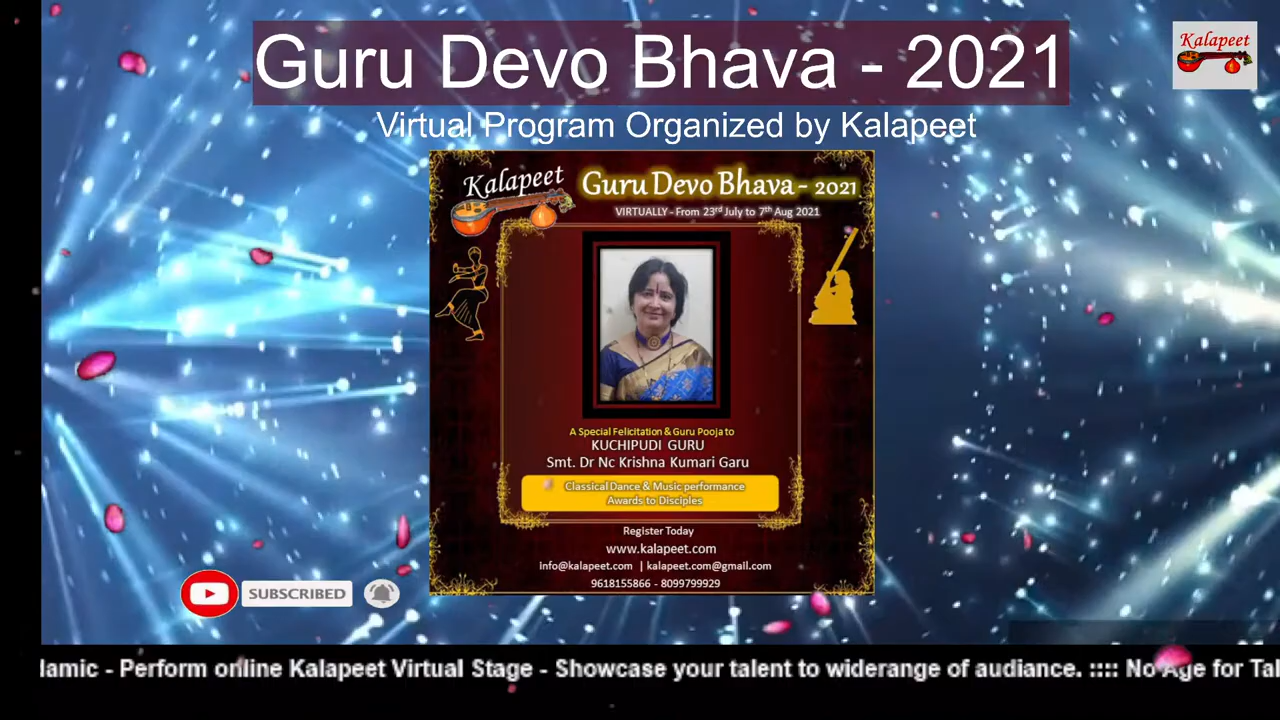 Guru Devo Bhava - 2021
Kalapeet
Virtual Program Organized by Kalapeet
Kalapeet
Guru Devo Bhava - 2021
VIRTUALLY - From 23rd July to 7th Aug 2021
A Special Felicitation & Guru Pooja to
KUCHIPUDI GURU
Smt. Dr Nc Krishna Kumari Garu
Classical Dance & Music performance
Awards to Disciples
Register Today
www.kalapeet.com
info@kalapeet.com | kalapeet.com@gmail.com
9618155866 - 8099799929
SUBSCRIBED
lamic - Perform online Kalapeet Virtual Stage - Showcase your talent to widerange of audiance. :::: No Age for Tal